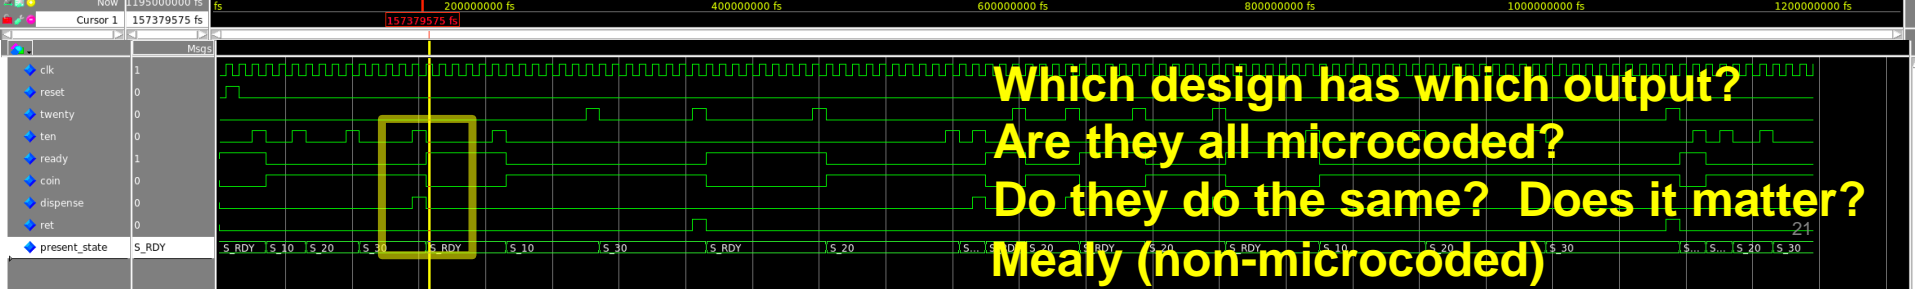 Now 1195000000 fs fs 200000000 fs 400000000 fs 600000000 fs 800000000 fs 1000000000 fs 1200000000 fs
Cursor 1 157379575 fs 157379575 fs
Msgs
clk 1
Which design has which output?
reset 0
twenty 0
ten 0
Are they all microcoded?
ready 1
coin 0
dispense 0
Do they do the same? Does it matter?
ret 0
21
present_state S_RDY S_RDY S_10 S_20 S_30 S_RDY S_10 S_30 S_RDY S_20 S... S_RDY S_20 S_RDY S_20 S_RDY S_10 S_20 S_30 S... S... S_20 S_30
Mealy (non-microcoded)